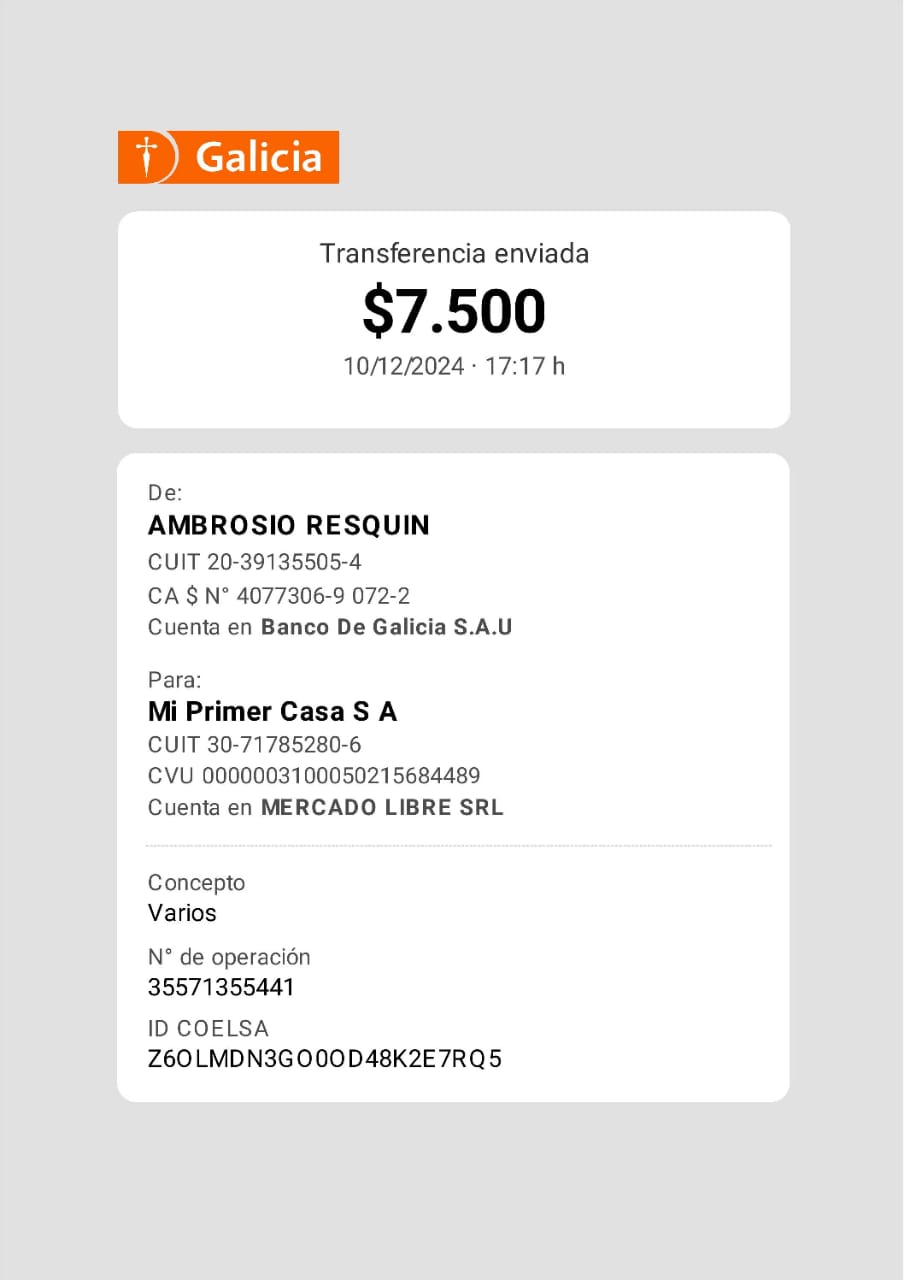 Galicia
Transferencia enviada
$7.500
10/12/2024 · 17:17 h
De:
AMBROSIO RESQUIN
CUIT 20-39135505-4
CA $ N° 4077306-9 072-2
Cuenta en Banco De Galicia S.A.U
Para:
Mi Primer Casa S A
CUIT 30-71785280-6
CVU 0000003100050215684489
Cuenta en MERCADO LIBRE SRL
Concepto
Varios
N° de operación
35571355441
ID COELSA
Z6OLMDN3GO0OD48K2E7RQ5